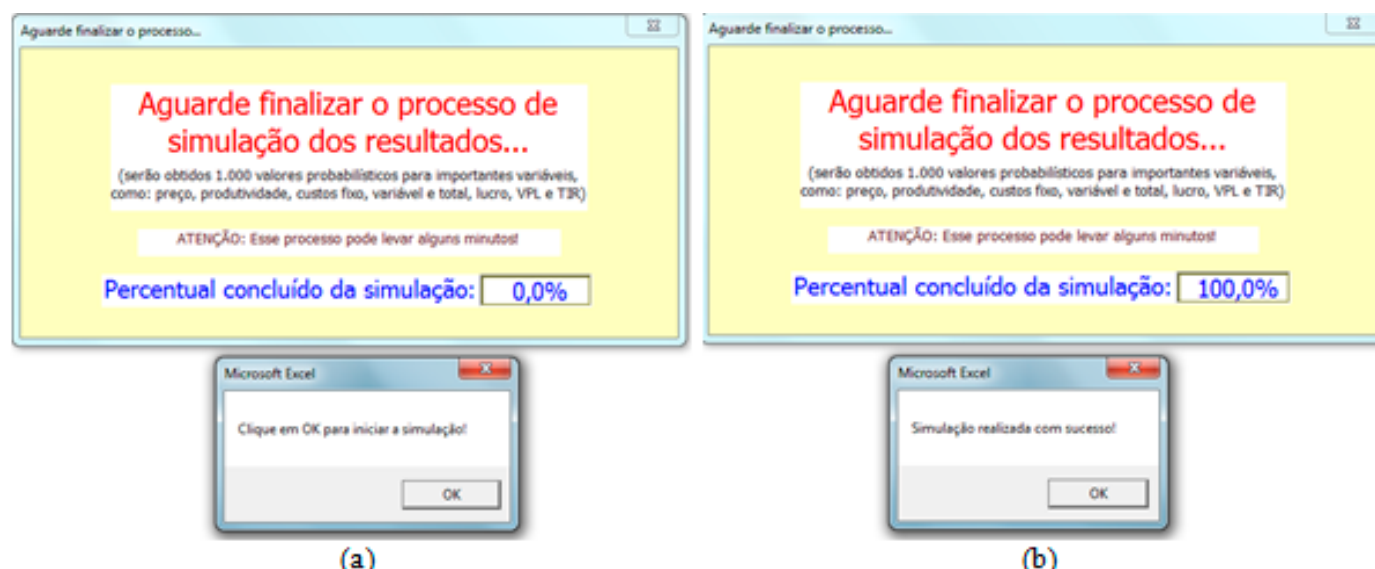 Aguarde finalizar o processo...
Aguarde finalizar o processo de
simulação dos resultados...
(serão obtidos 1.000 valores probabilísticos para importantes variáveis,
como: preço, produtividade, custos fixo, variável e total, lucro, VPL e TIR)
ATENÇÃO: Esse processo pode levar alguns minutos!
Percentual concluído da simulação: 0,0%
Microsoft Excel
Clique em OK para iniciar a simulação!
OK
(a)
Aguarde finalizar o processo...
Aguarde finalizar o processo de
simulação dos resultados...
(serão obtidos 1.000 valores probabilísticos para importantes variáveis,
como: preço, produtividade, custos fixo, variável e total, lucro, VPL e TIR)
ATENÇÃO: Esse processo pode levar alguns minutos!
Percentual concluído da simulação: 100,0%
Microsoft Excel
Simulação realizada com sucesso!
OK
(b)